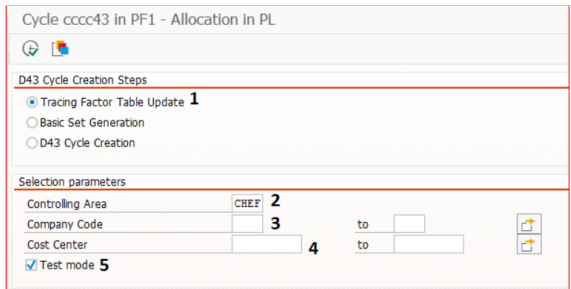 Cycle cccc43 in PF1 - Allocation in PL
D43 Cycle Creation Steps
Tracing Factor Table Update 1
Basic Set Generation
D43 Cycle Creation
Selection parameters
Controlling Area CHEF 2
Company Code 3 to
Cost Center 4 to
Test mode 5